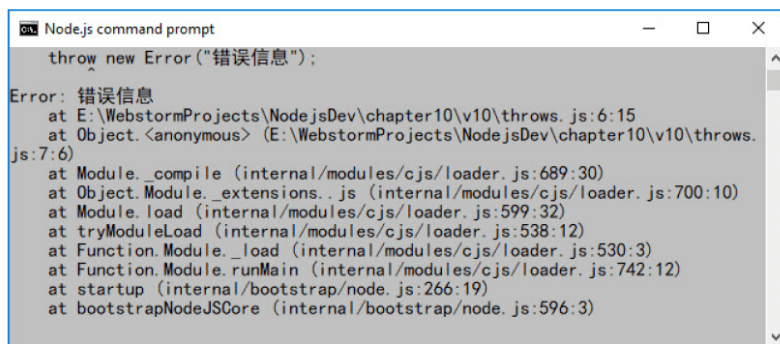 Node.js command prompt
throw new Error("错误信息");
^
Error: 错误信息
at E:\WebstormProjects\NodejsDev\chapter10\v10\throws.js:6:15
at Object.<anonymous> (E:\WebstormProjects\NodejsDev\chapter10\v10\throws.
js:7:6)
at Module._compile (internal/modules/cjs/loader.js:689:30)
at Object.Module._extensions..js (internal/modules/cjs/loader.js:700:10)
at Module.load (internal/modules/cjs/loader.js:599:32)
at tryModuleLoad (internal/modules/cjs/loader.js:538:12)
at Function.Module._load (internal/modules/cjs/loader.js:530:3)
at Function.Module.runMain (internal/modules/cjs/loader.js:742:12)
at startup (internal/bootstrap/node.js:266:19)
at bootstrapNodeJSCore (internal/bootstrap/node.js:596:3)